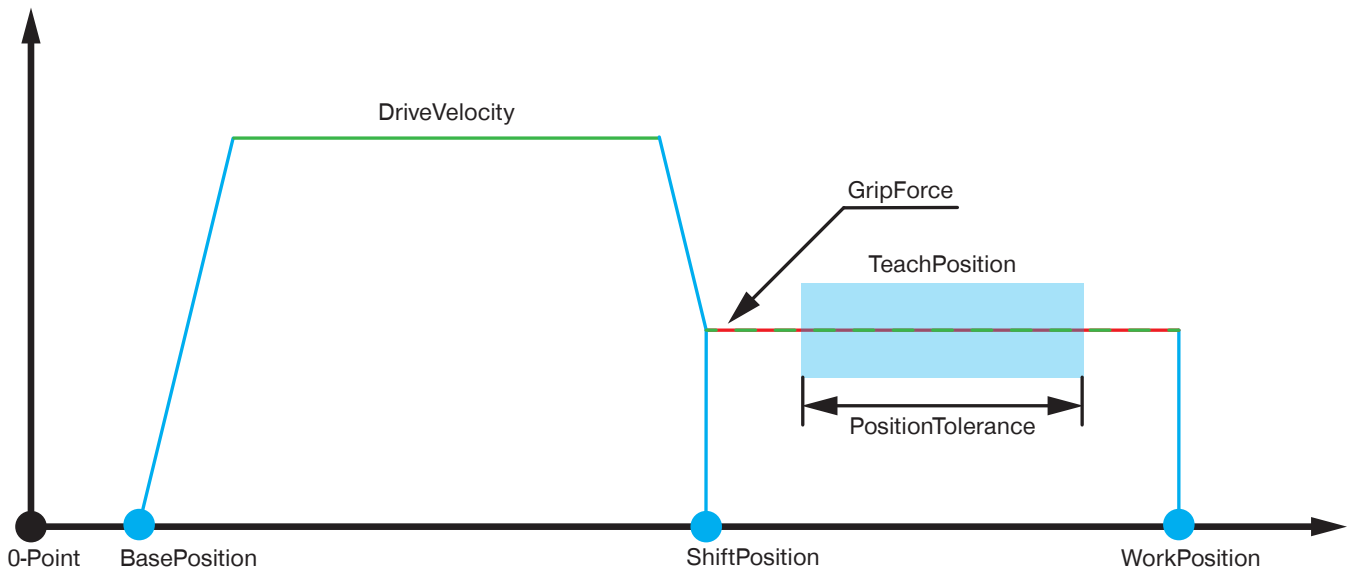 DriveVelocity
GripForce
TeachPosition
PositionTolerance
0-Point
BasePosition
ShiftPosition
WorkPosition